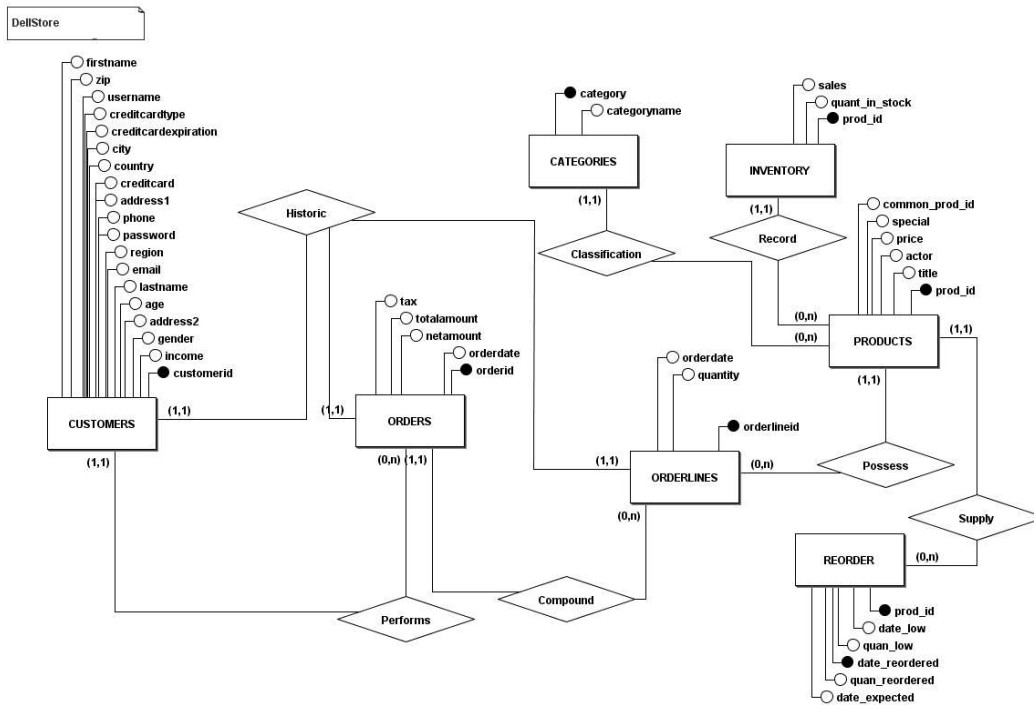 DellStore
firstname
zip
username
creditcardtype
creditcardexpiration
city
country
creditcard
address1
phone
password
region
email
lastname
age
address2
gender
income
customerid
CUSTOMERS
(1,1)
(1,1)
Historic
tax
totalamount
netamount
orderdate
orderid
(1,1)
ORDERS
(0,n)
(1,1)
Performs
Compound
category
categoryname
CATEGORIES
(1,1)
Classification
sales
quant_in_stock
prod_id
INVENTORY
(1,1)
Record
common_prod_id
special
price
actor
title
prod_id
(0,n)
(0,n)
PRODUCTS
(1,1)
(1,1)
orderdate
quantity
orderlineid
(1,1)
ORDERLINES
(0,n)
(0,n)
Possess
Supply
REORDER
(0,n)
prod_id
date_low
quan_low
date_reordered
quan_reordered
date_expected